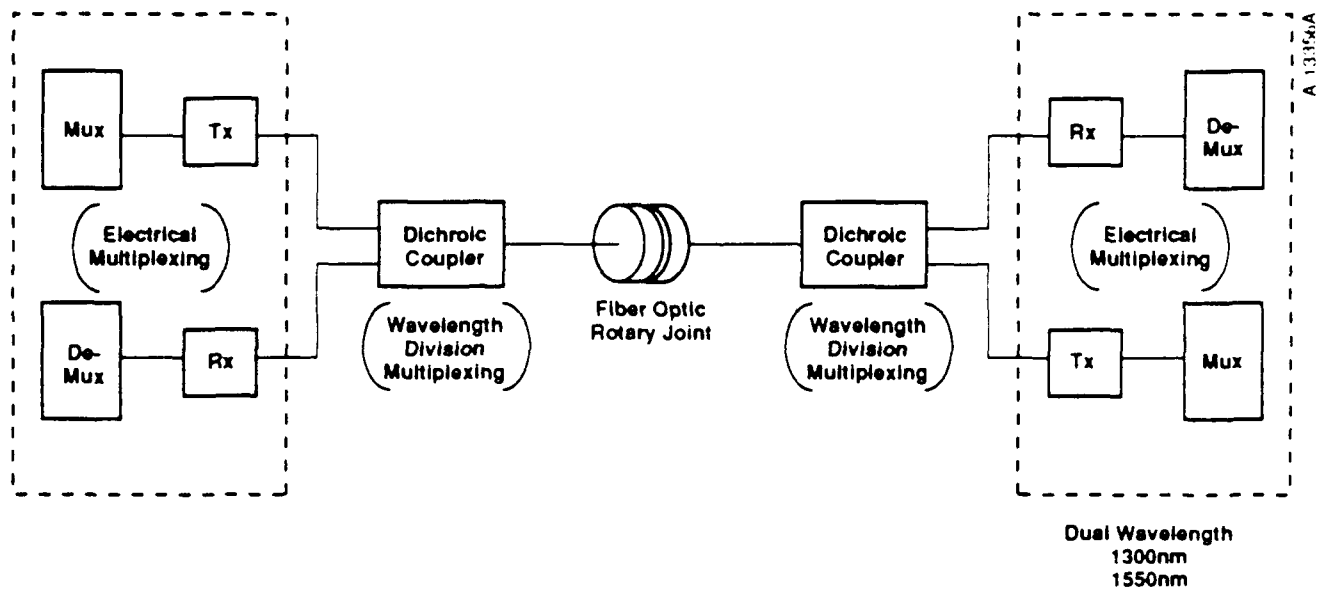 A 13356A
Mux
Tx
Rx
De-
Mux
Electrical
Multiplexing
Dichroic
Coupler
Dichroic
Coupler
Electrical
Multiplexing
Fiber Optic
Rotary Joint
Wavelength
Division
Multiplexing
Wavelength
Division
Multiplexing
De-
Mux
Rx
Tx
Mux
Dual Wavelength
1300nm
1550nm